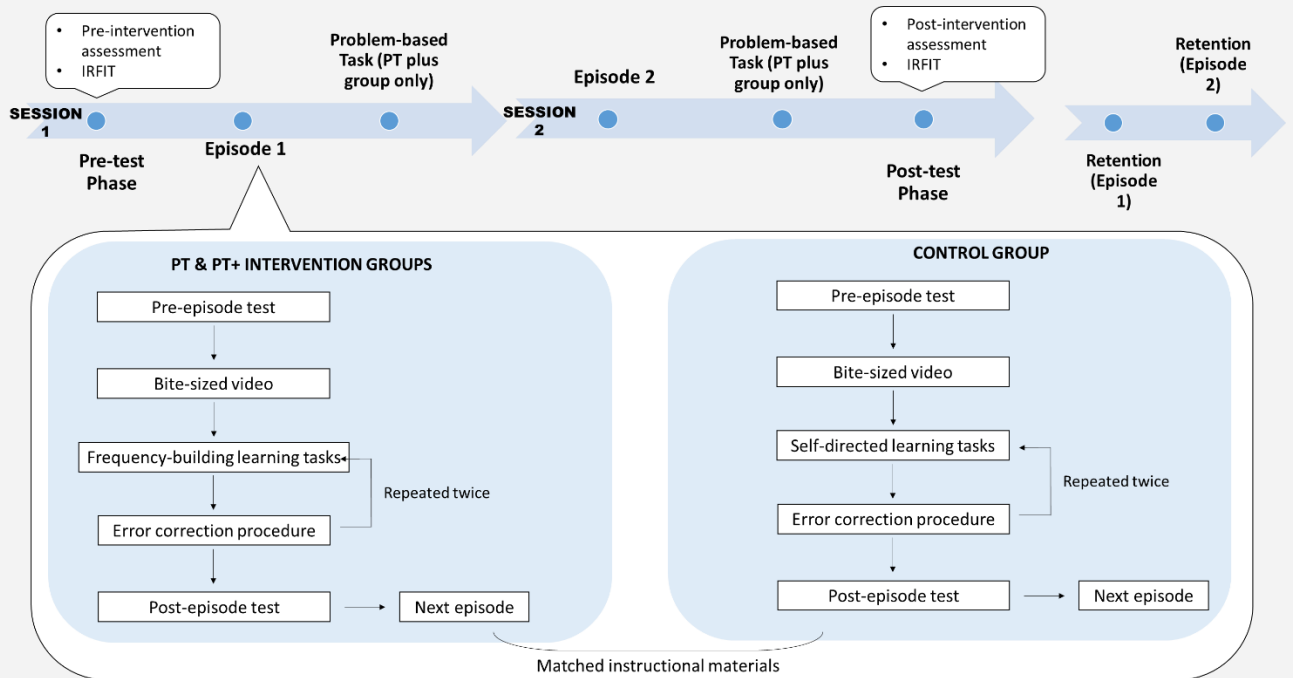 • Pre-intervention
assessment
• IRFIT
Problem-based
Task (PT plus
group only)
Episode 2
Problem-based
Task (PT plus
group only)
• Post-intervention
assessment
• IRFIT
Retention
(Episode
2)
SESSION
1
Pre-test
Phase
Episode 1
SESSION
2
Post-test
Phase
Retention
(Episode
1)
PT & PT+ INTERVENTION GROUPS
Pre-episode test
Bite-sized video
Frequency-building learning tasks
Repeated twice
Error correction procedure
Post-episode test
Next episode
CONTROL GROUP
Pre-episode test
Bite-sized video
Self-directed learning tasks
Repeated twice
Error correction procedure
Post-episode test
Next episode
Matched instructional materials